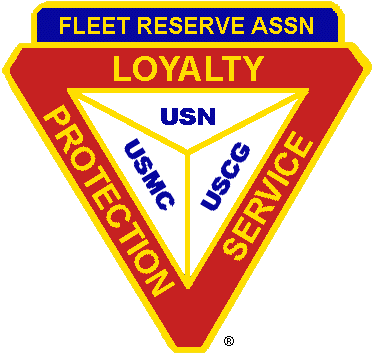 FLEET RESERVE ASSN
LOYALTY
PROTECTION
SERVICE
USN
USMC
USCG
®